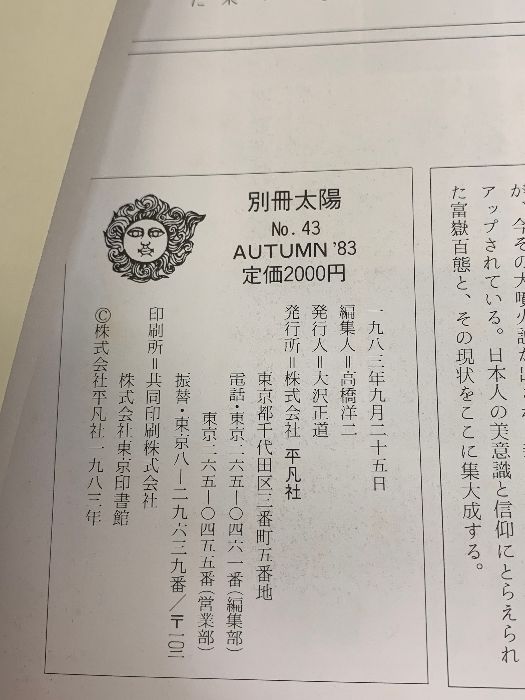 別冊太陽
No. 43
AUTUMN '83
定価2000円
一九八三年九月二十五日
編集人＝高橋洋二
発行人＝大沢正道
発行所＝株式会社 平凡社
東京都千代田区三番町五番地
電話・東京二六五―〇四六一番(編集部)
東京二六五―〇四五五番(営業部)
振替・東京八―二九六三九番／〒一〇二
印刷所＝共同印刷株式会社
株式会社東京印書館
©株式会社平凡社一九八三年
アップされている。日本人の美意識と信仰にとらえられ
た富嶽百態と、その現状をここに集大成する。